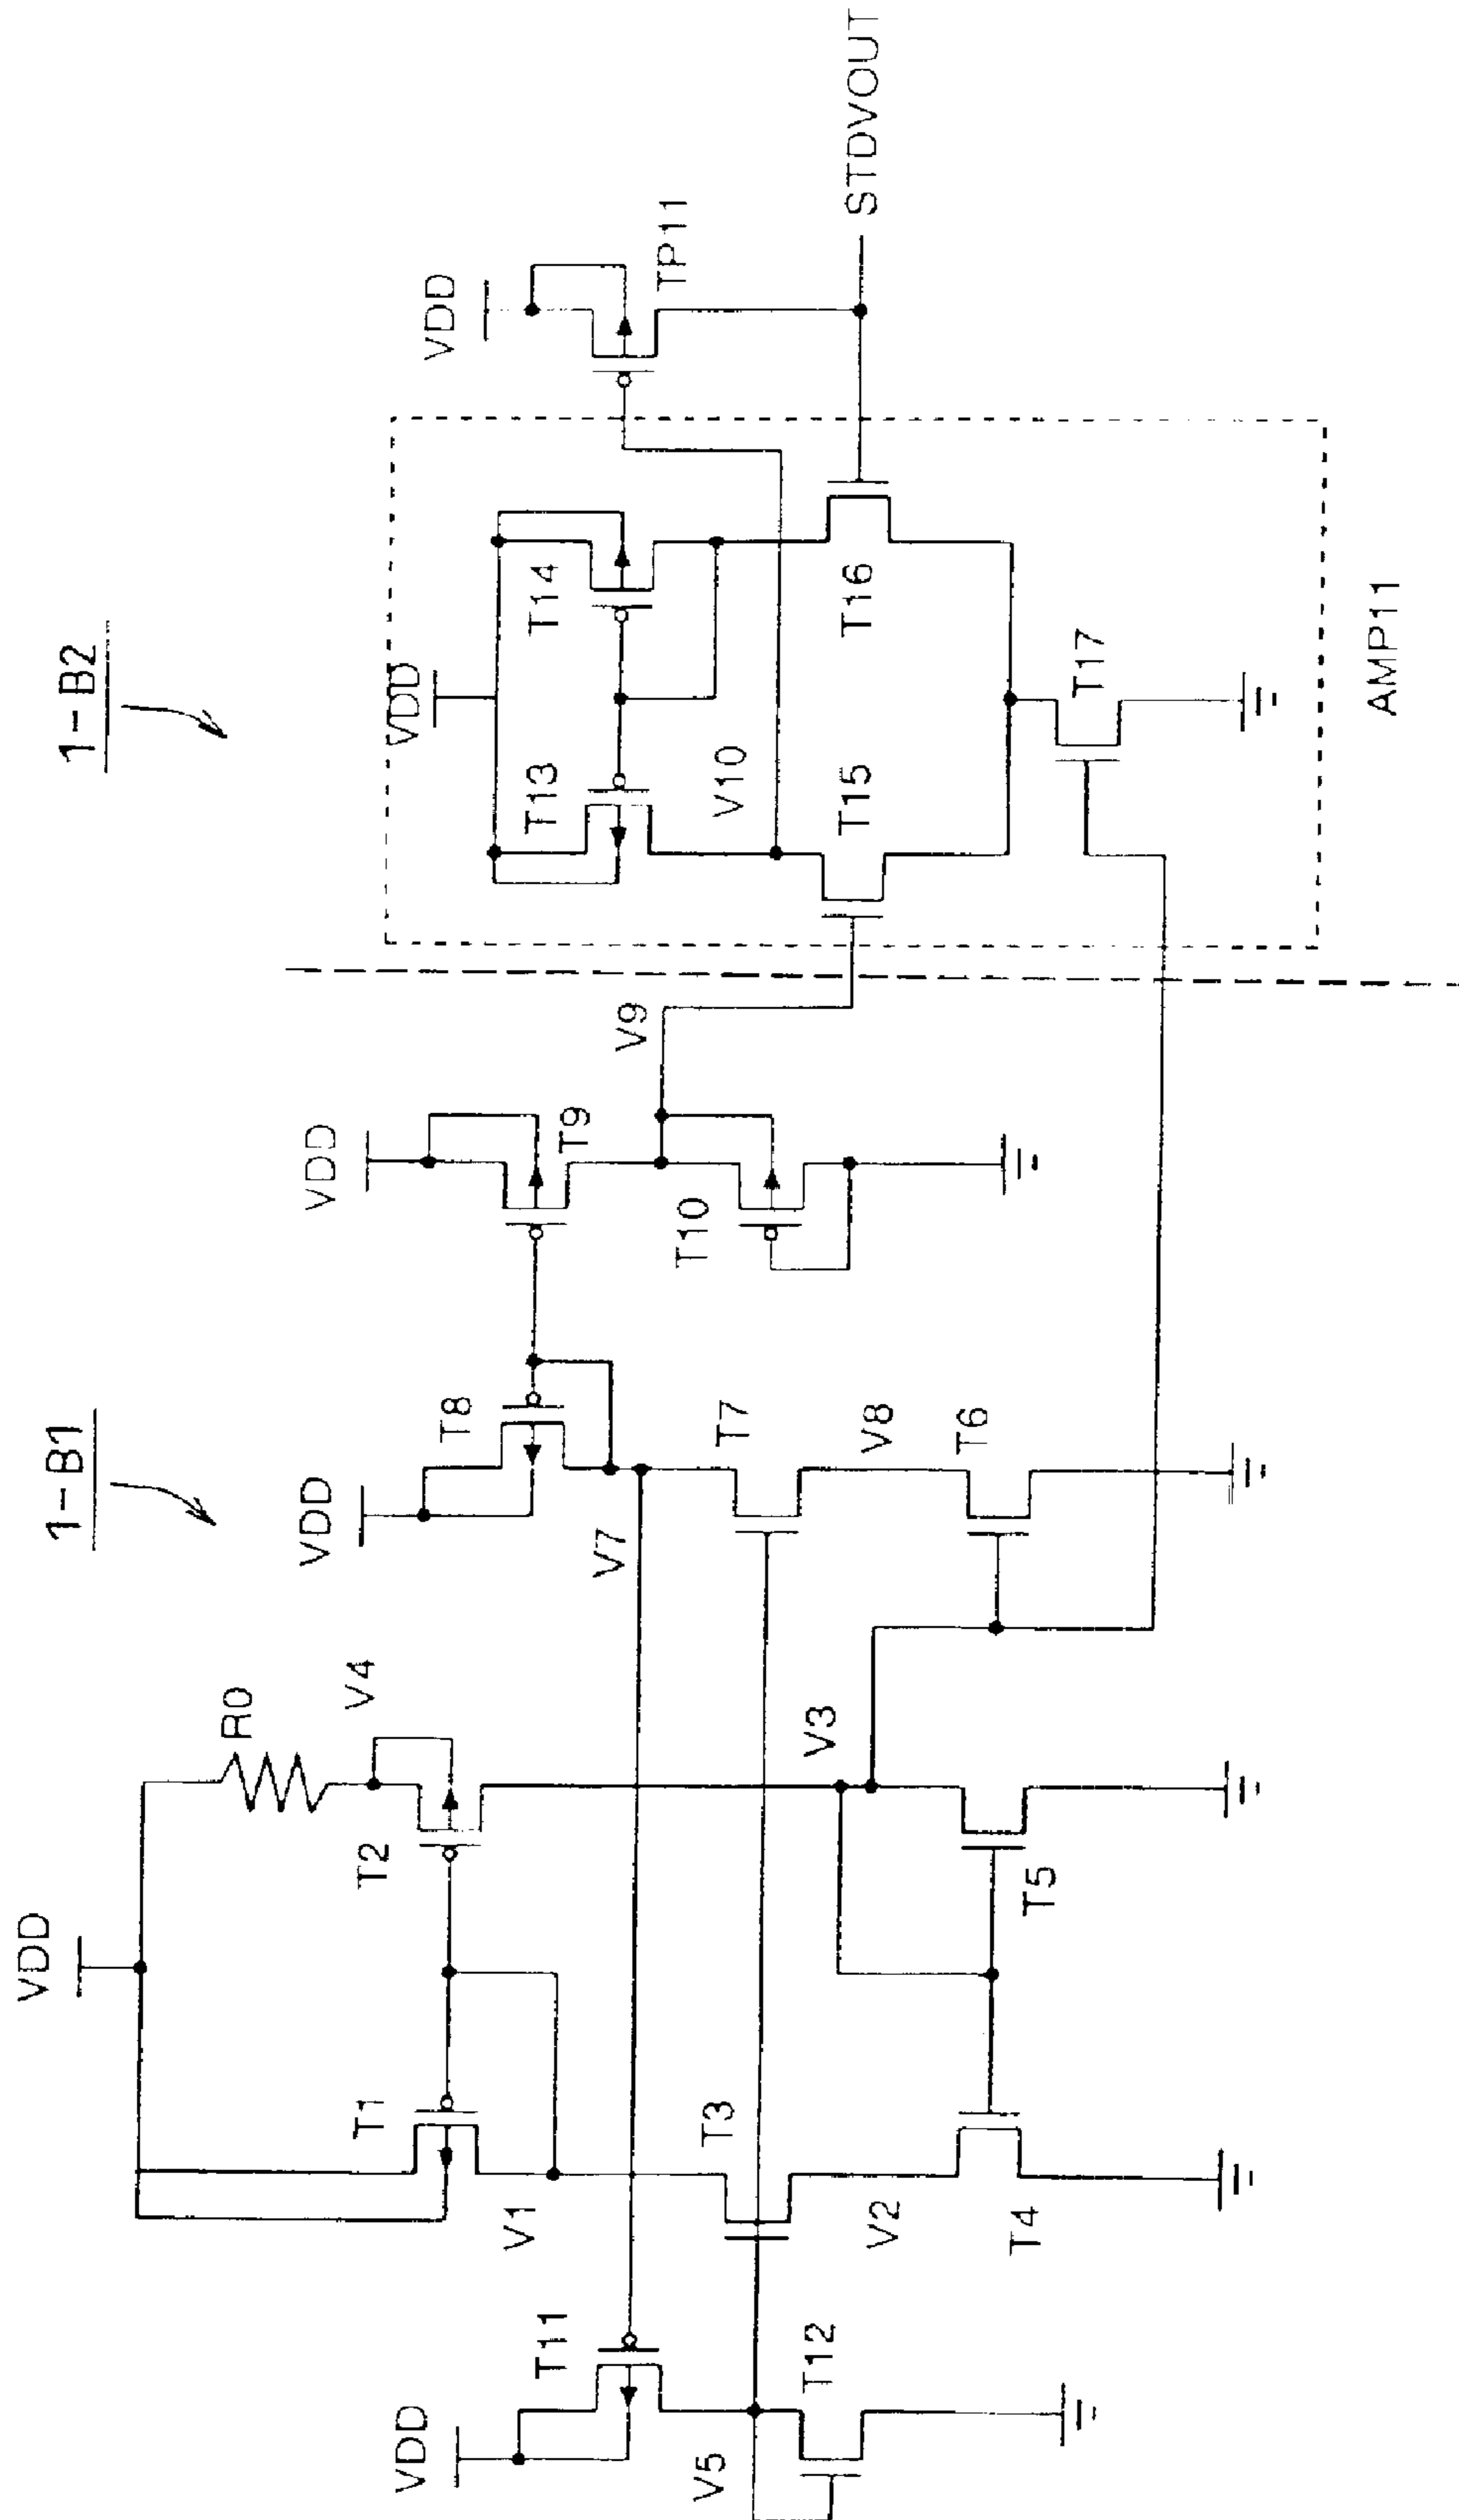 1-B1
1-B2
VDD
R0
V4
T1
T2
V1
VDD
T11
V5
T12
T3
V2
T4
V3
T5
VDD
T8
V7
T7
V8
T6
VDD
T9
T10
V9
VDD
T13
T14
V10
T15
T16
T17
AMP11
VDD
TP11
STDVOUT